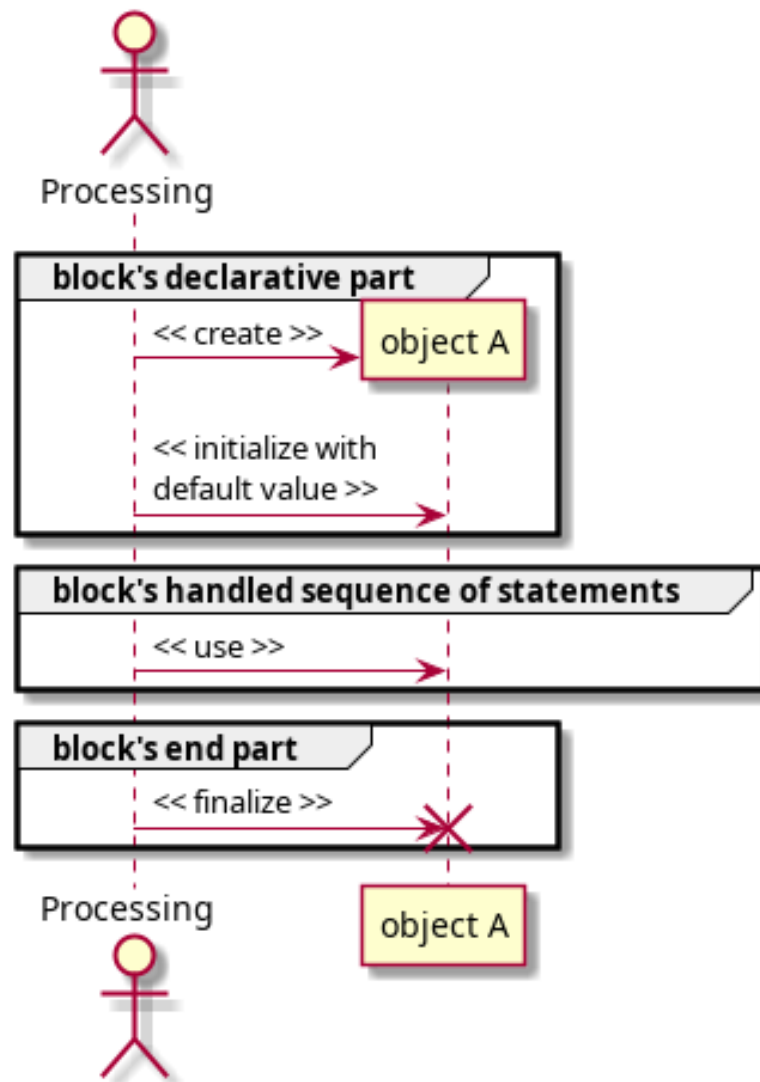 Processing
block's declarative part
<< create >>
object A
<< initialize with
default value >>
block's handled sequence of statements
<< use >>
block's end part
<< finalize >>
Processing
object A